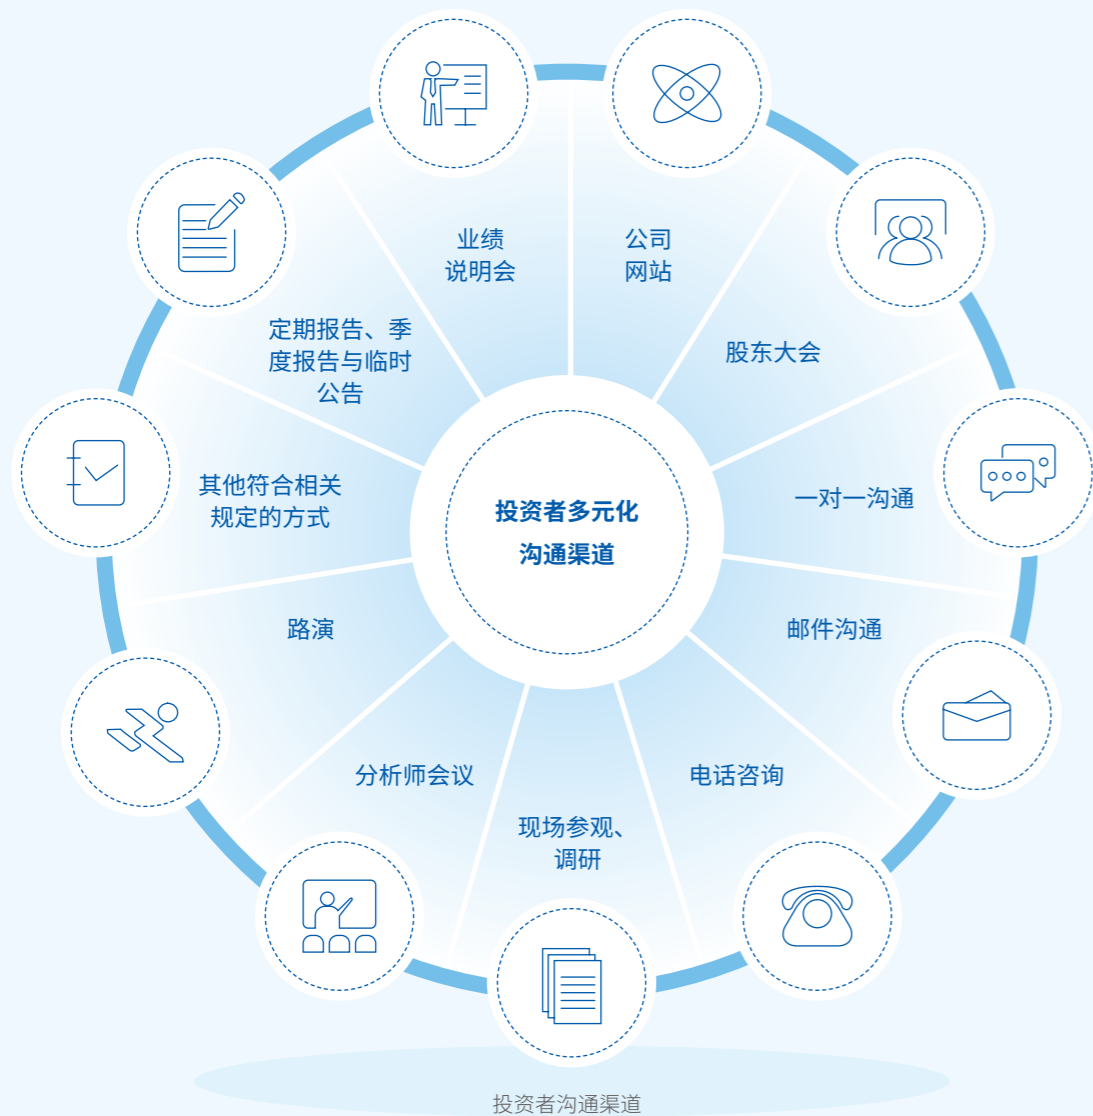 业绩
说明会
公司
网站
股东大会
定期报告、季
度报告与临时
公告
其他符合相关
规定的方式
一对一沟通
投资者多元化
沟通渠道
路演
邮件沟通
分析师会议
电话咨询
现场参观、
调研
投资者沟通渠道